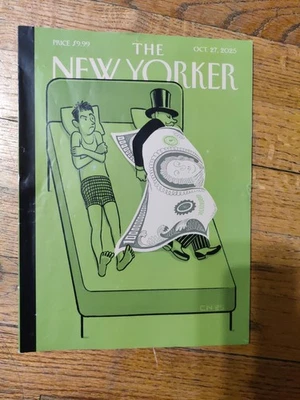 PRICE $9.99
THE
OCT. 27, 2025
NEW YORKER